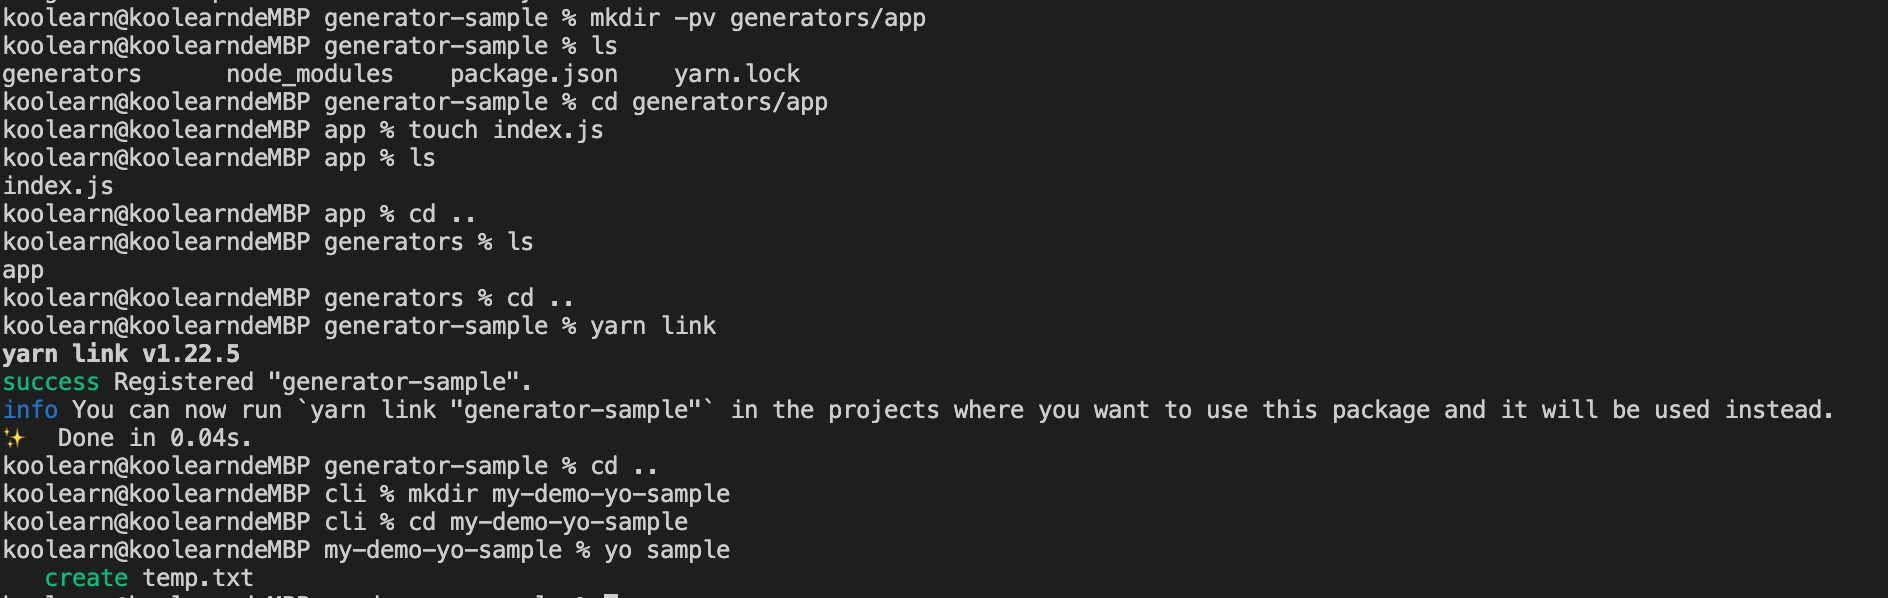 koolearn@koolearndeMBP generator-sample % mkdir -pv generators/app
koolearn@koolearndeMBP generator-sample % ls
generators      node_modules    package.json    yarn.lock
koolearn@koolearndeMBP generator-sample % cd generators/app
koolearn@koolearndeMBP app % touch index.js
koolearn@koolearndeMBP app % ls
index.js
koolearn@koolearndeMBP app % cd ..
koolearn@koolearndeMBP generators % ls
app
koolearn@koolearndeMBP generators % cd ..
koolearn@koolearndeMBP generator-sample % yarn link
yarn link v1.22.5
success Registered "generator-sample".
info You can now run `yarn link "generator-sample"` in the projects where you want to use this package and it will be used instead.
✨  Done in 0.04s.
koolearn@koolearndeMBP generator-sample % cd ..
koolearn@koolearndeMBP cli % mkdir my-demo-yo-sample
koolearn@koolearndeMBP cli % cd my-demo-yo-sample
koolearn@koolearndeMBP my-demo-yo-sample % yo sample
   create temp.txt